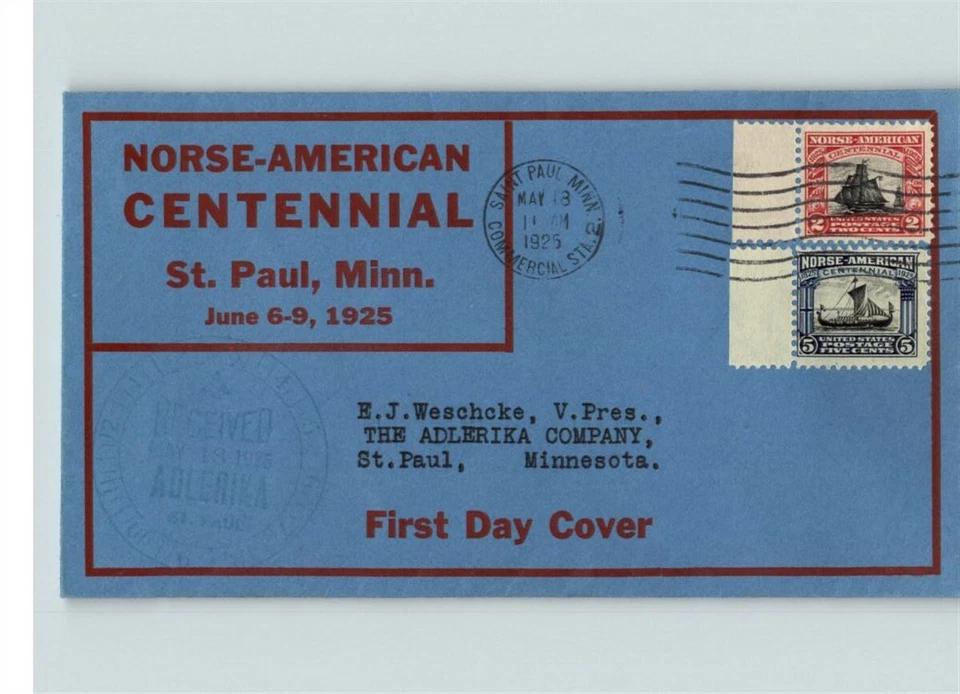 NORSE-AMERICAN
CENTENNIAL
St. Paul, Minn.
June 6-9, 1925
SAINT PAUL MINN.
MAY 18
11 AM
1925
COMMERCIAL STA. 2
NORSE-AMERICAN
CENTENNIAL
2 UNITED STATES 2
POSTAGE
TWO CENTS
NORSE-AMERICAN
1825 CENTENNIAL 1925
5 UNITED STATES 5
POSTAGE
FIVE CENTS
RECEIVED
MAY 18 1925
ADLERIKA
ST. PAUL
E.J.Weschcke, V.Pres.,
THE ADLERIKA COMPANY,
St.Paul, Minnesota.
First Day Cover